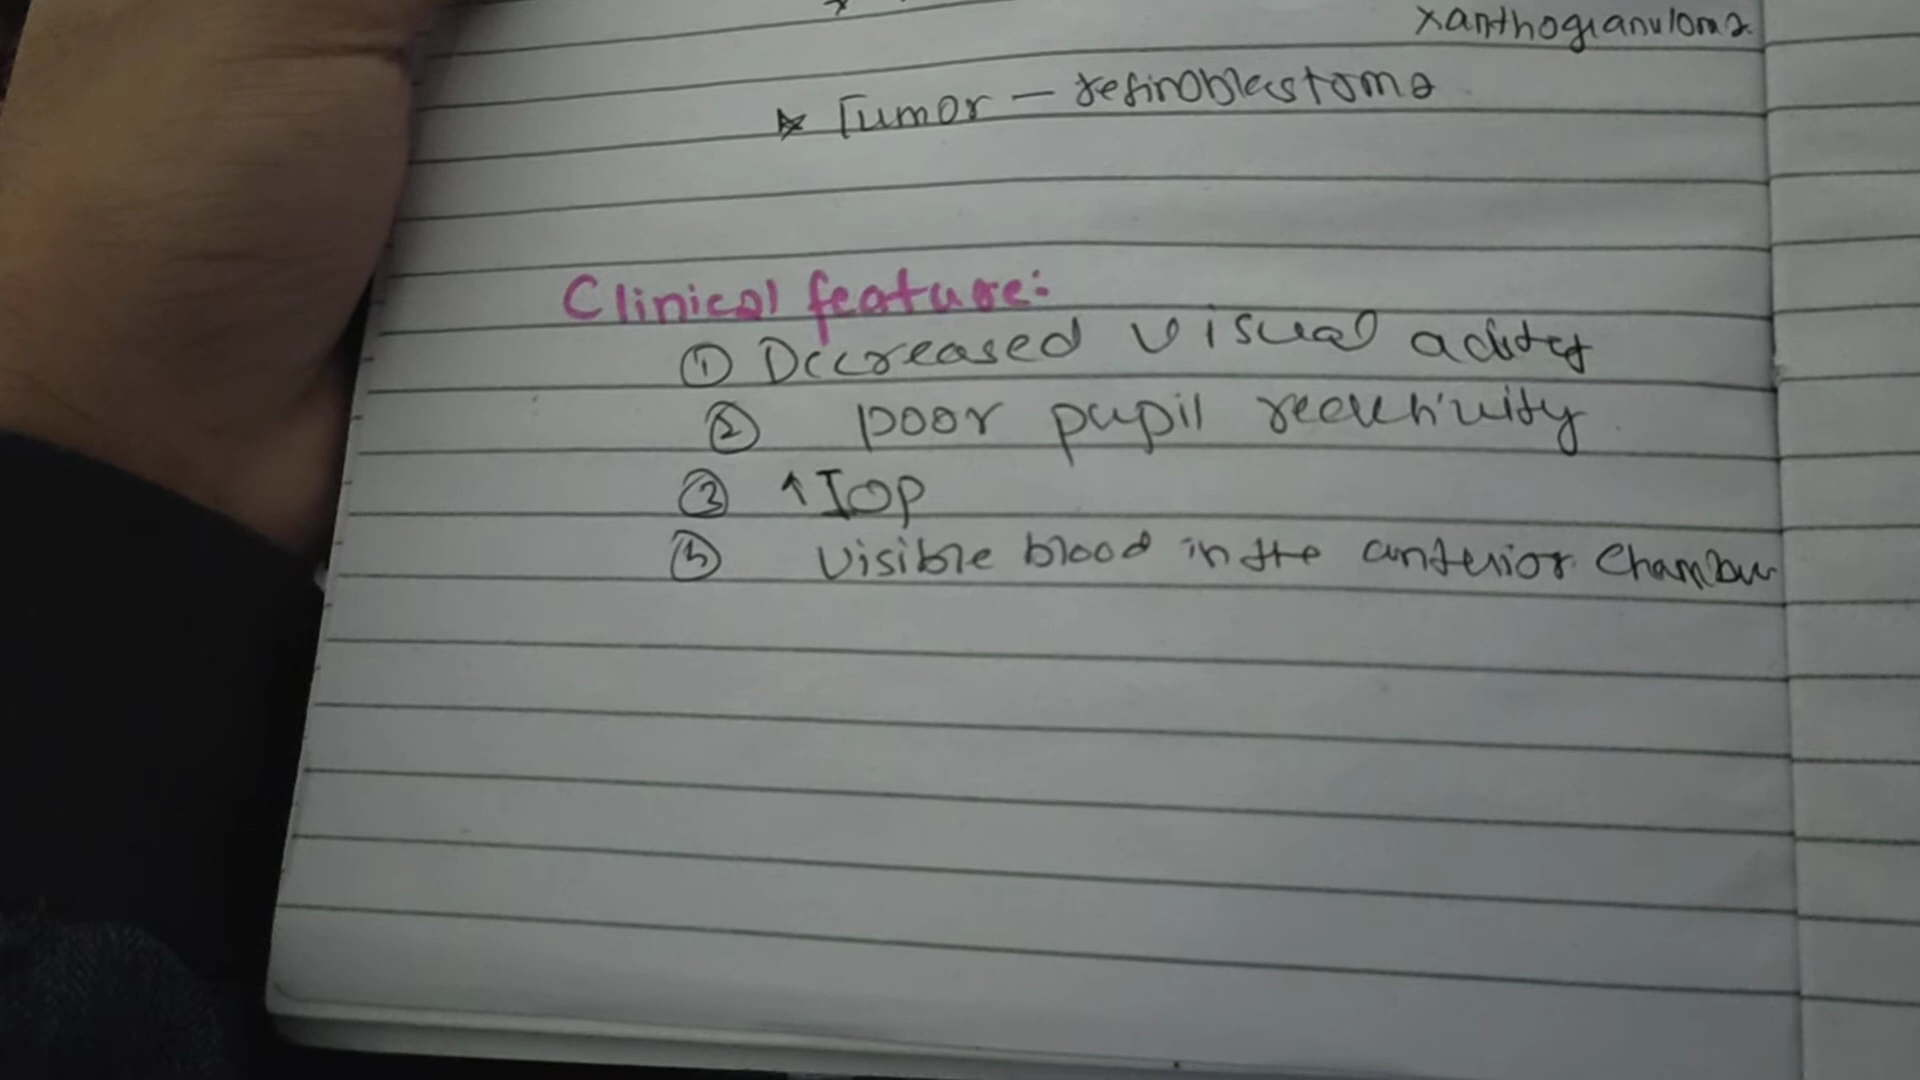 xanthogranuloma
Tumor – retinoblastoma
Clinical feature:
① Decreased visual acuity
② poor pupil reactivity
③ ↑ IOP
④ Visible blood in the anterior Chamber